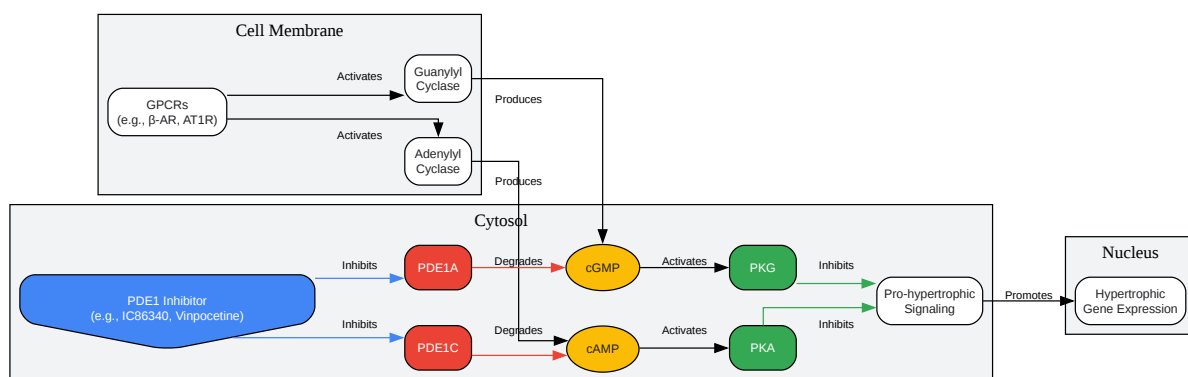 Cell Membrane
Activates
Guanylyl
Cyclase
Produces
GPCRs
(e.g., β-AR, AT1R)
Activates
Adenylyl
Cyclase
Produces
Cytosol
Nucleus
Inhibits
PDE1A
Degrades
cGMP
Activates
PKG
Inhibits
PDE1 Inhibitor
(e.g., IC86340, Vinpocetine)
Pro-hypertrophic
Signaling
Promotes
Hypertrophic
Gene Expression
Inhibits
PDE1C
Degrades
cAMP
Activates
PKA
Inhibits